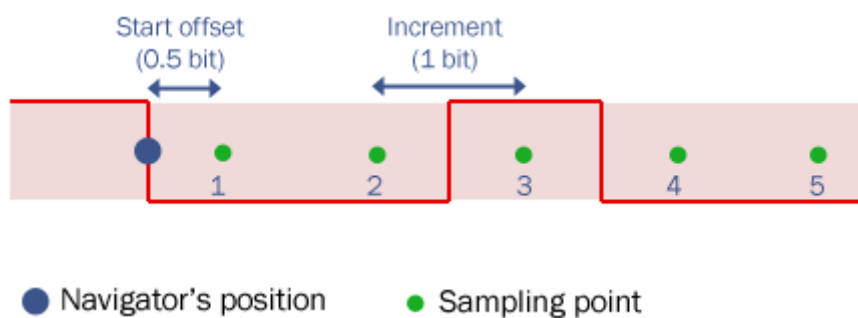 Start offset
(0.5 bit)
Increment
(1 bit)
1 2 3 4 5
Navigator's position
Sampling point